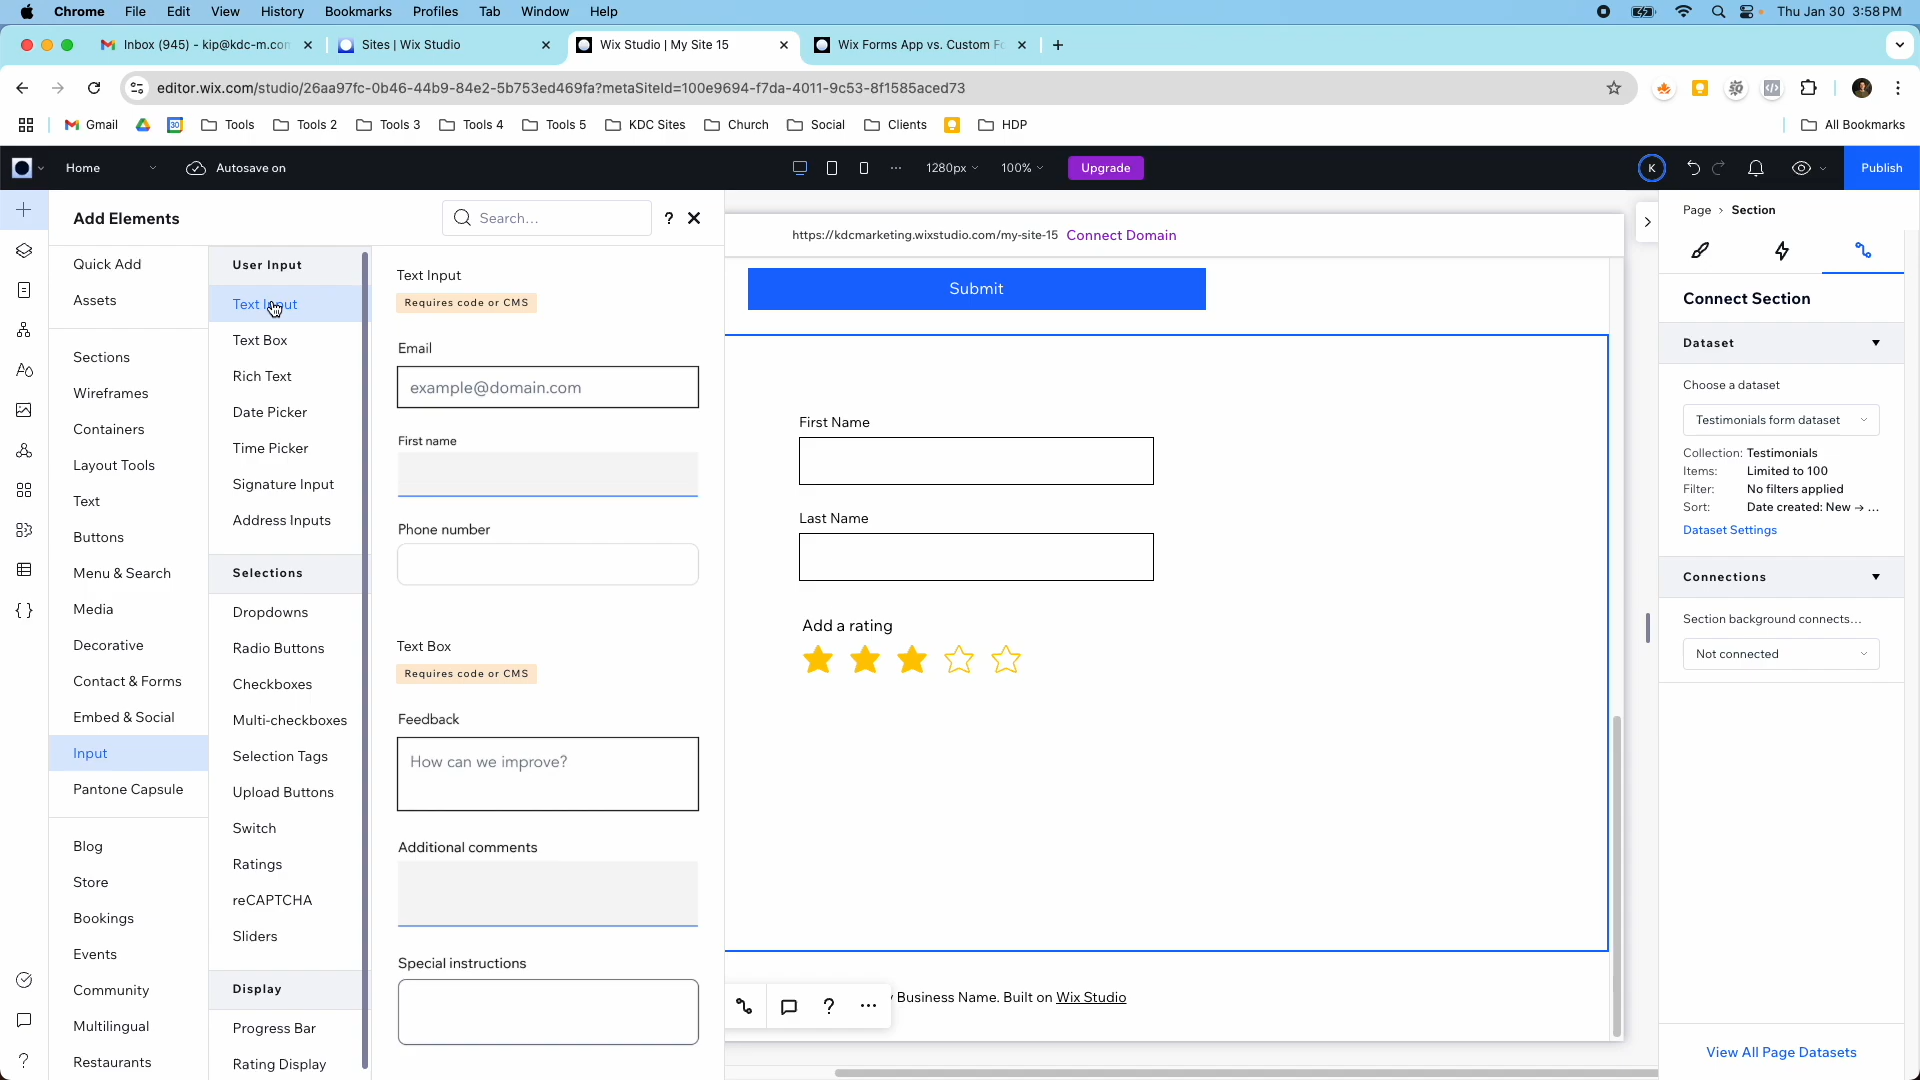 Chrome File Edit View History Bookmarks Profiles Tab Window Help
Thu Jan 30 3:58 PM
Inbox (945) - kip@kdc-m.con
Sites | Wix Studio
Wix Studio | My Site 15
Wix Forms App vs. Custom Fo
editor.wix.com/studio/26aa97fc-0b46-44b9-84e2-5b753ed469fa?metaSiteId=100e9694-f7da-4011-9c53-8f1585aced73
Gmail
30
Tools
Tools 2
Tools 3
Tools 4
Tools 5
KDC Sites
Church
Social
Clients
HDP
All Bookmarks
Home
Autosave on
1280px
100%
Upgrade
K
Publish
Add Elements
Search...
?
Quick Add
Assets
Sections
Wireframes
Containers
Layout Tools
Text
Buttons
Menu & Search
Media
Decorative
Contact & Forms
Embed & Social
Input
Pantone Capsule
Blog
Store
Bookings
Events
Community
Multilingual
Restaurants
User Input
Text Input
Text Box
Rich Text
Date Picker
Time Picker
Signature Input
Address Inputs
Selections
Dropdowns
Radio Buttons
Checkboxes
Multi-checkboxes
Selection Tags
Upload Buttons
Switch
Ratings
reCAPTCHA
Sliders
Display
Progress Bar
Rating Display
Text Input
Requires code or CMS
Email
example@domain.com
First name
Phone number
Text Box
Requires code or CMS
Feedback
How can we improve?
Additional comments
Special instructions
https://kdcmarketing.wixstudio.com/my-site-15 Connect Domain
Submit
First Name
Last Name
Add a rating
?
Business Name. Built on Wix Studio
Page > Section
Connect Section
Dataset
Choose a dataset
Testimonials form dataset
Collection: Testimonials
Items: Limited to 100
Filter: No filters applied
Sort: Date created: New → ...
Dataset Settings
Connections
Section background connects...
Not connected
View All Page Datasets